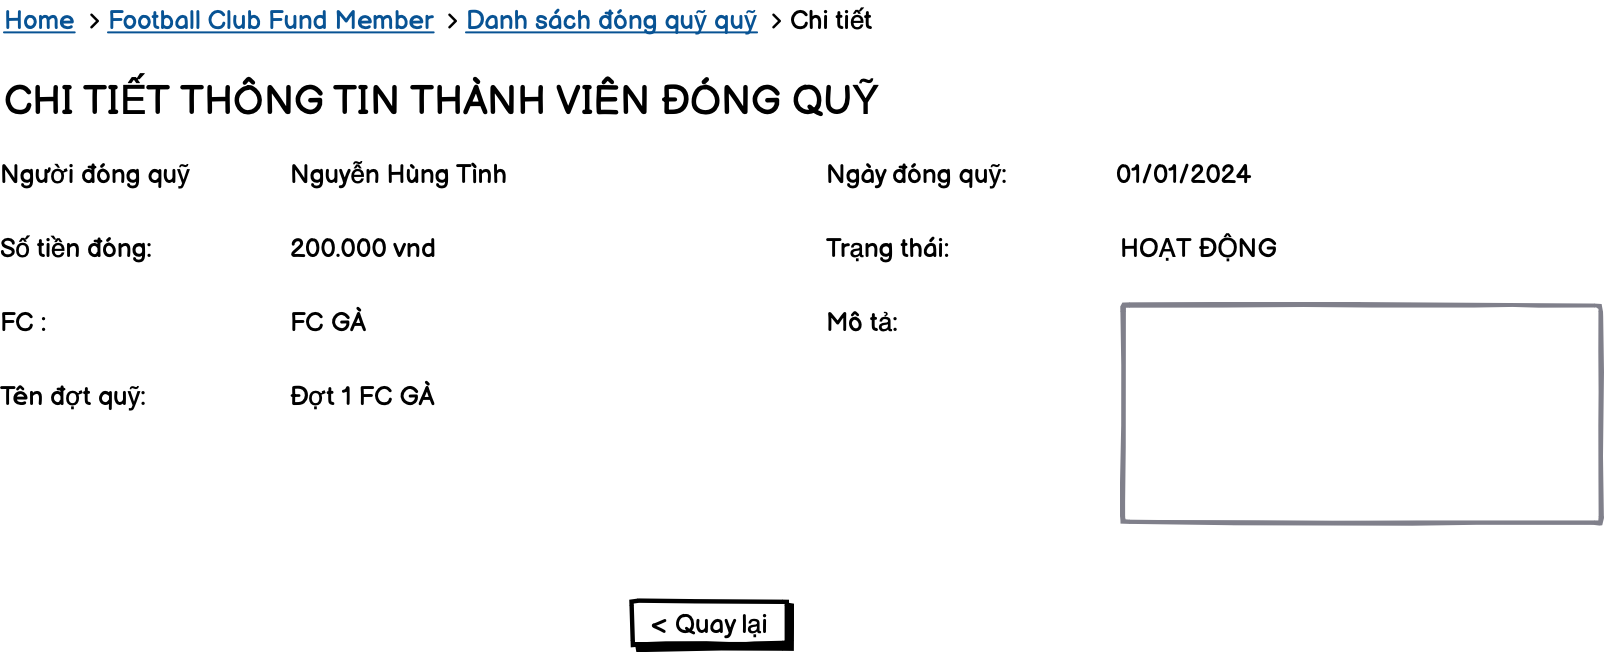 Home > Football Club Fund Member > Danh sách đóng quỹ quỹ > Chi tiết
CHI TIẾT THÔNG TIN THÀNH VIÊN ĐÓNG QUỸ
Người đóng quỹ Nguyễn Hùng Tình Ngày đóng quỹ: 01/01/2024
Số tiền đóng: 200.000 vnd Trạng thái: HOẠT ĐỘNG
FC : FC GÀ Mô tả:
Tên đợt quỹ: Đợt 1 FC GÀ
< Quay lại